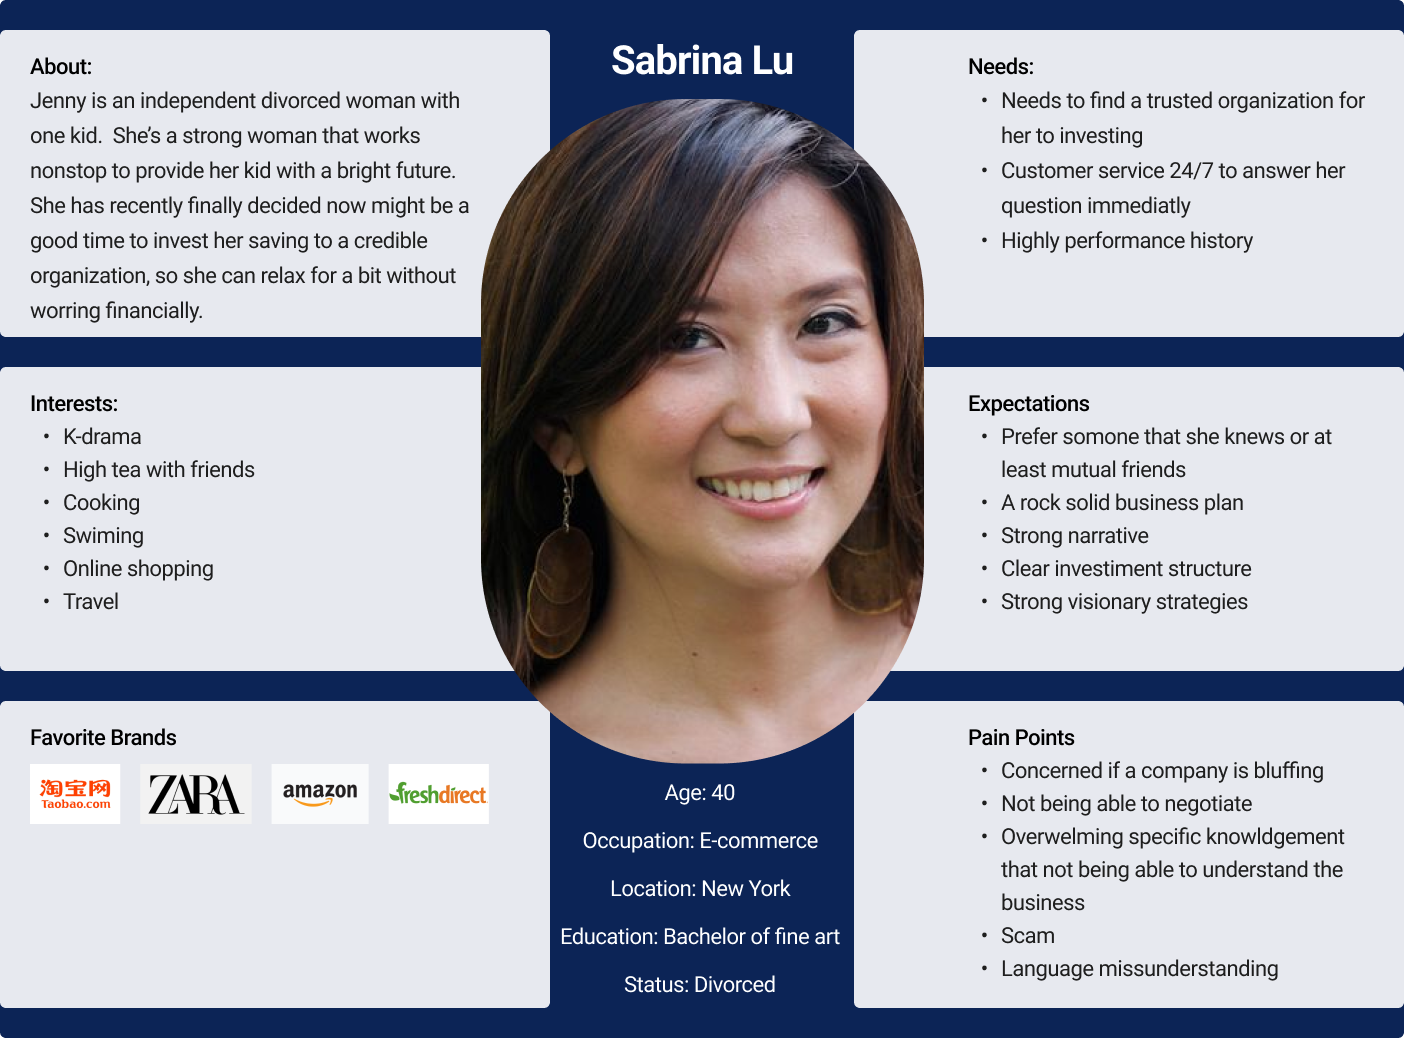 Sabrina Lu
About:
Jenny is an independent divorced woman with
one kid.  She’s a strong woman that works
nonstop to provide her kid with a bright future.
She has recently finally decided now might be a
good time to invest her saving to a credible
organization, so she can relax for a bit without
worring financially.
Interests:
• K-drama
• High tea with friends
• Cooking
• Swiming
• Online shopping
• Travel
Favorite Brands
淘宝网
Taobao.com
ZARA
amazon
freshdirect
Age: 40
Occupation: E-commerce
Location: New York
Education: Bachelor of fine art
Status: Divorced
Needs:
• Needs to find a trusted organization for
her to investing
• Customer service 24/7 to answer her
question immediatly
• Highly performance history
Expectations
• Prefer somone that she knews or at
least mutual friends
• A rock solid business plan
• Strong narrative
• Clear investiment structure
• Strong visionary strategies
Pain Points
• Concerned if a company is bluffing
• Not being able to negotiate
• Overwelming specific knowldgement
that not being able to understand the
business
• Scam
• Language missunderstanding